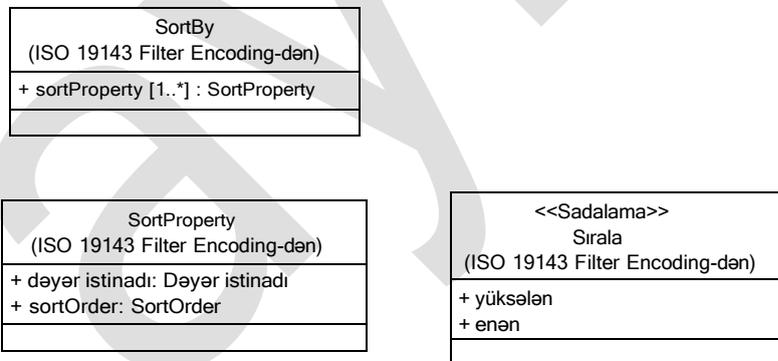 SortBy
(ISO 19143 Filter Encoding-dən)
+ sortProperty [1..*] : SortProperty
SortProperty
(ISO 19143 Filter Encoding-dən)
+ dəyər istinadı: Dəyər istinadı
+ sortOrder: SortOrder
<<Sadalama>>
Sırala
(ISO 19143 Filter Encoding-dən)
+ yüksələn
+ enən